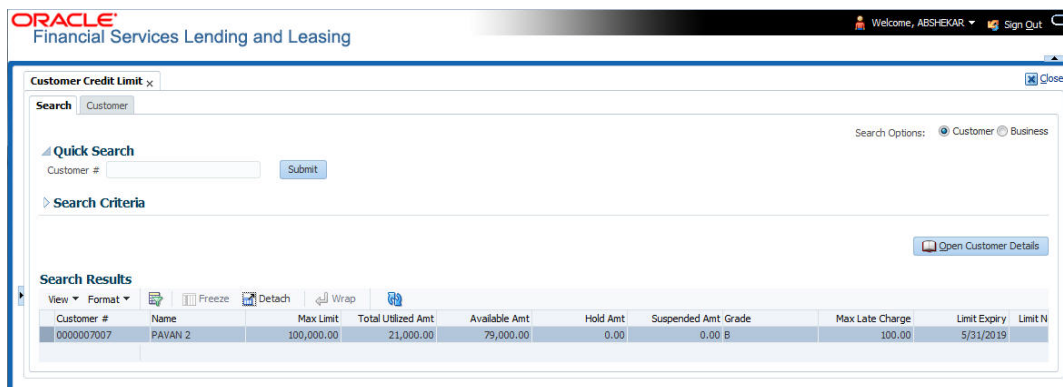 ORACLE
Financial Services Lending and Leasing
Welcome, ABSHEKAR Sign Out
Customer Credit Limit x
Close
Search Customer
Search Options: Customer Business
Quick Search
Customer # Submit
Search Criteria
Open Customer Details
Search Results
View Format Freeze Detach Wrap
Customer # Name Max Limit Total Utilized Amt Available Amt Hold Amt Suspended Amt Grade Max Late Charge Limit Expiry Limit N
0000007007 PAVAN 2 100,000.00 21,000.00 79,000.00 0.00 0.00 B 100.00 5/31/2019